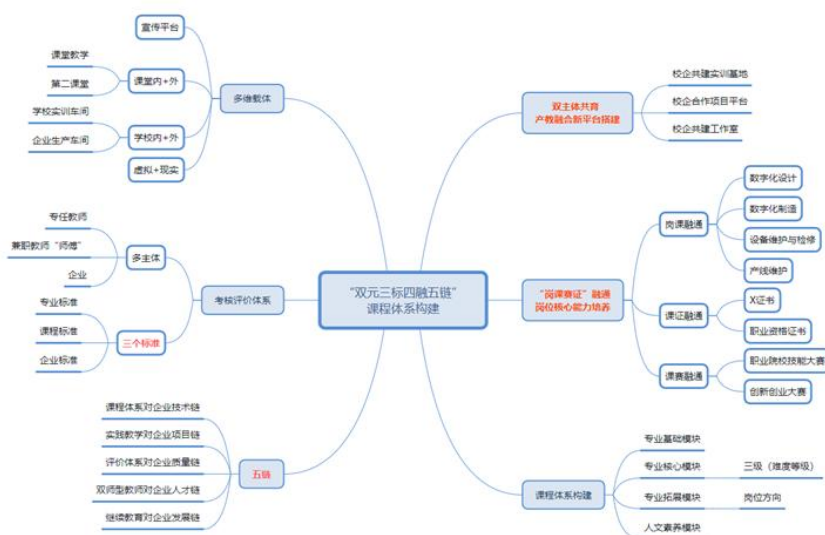 宣传平台
课堂教学
第二课堂
课堂内+外
学校实训车间
企业生产车间
学校内+外
虚拟+现实
多维载体
专任教师
兼职教师“师傅”
企业
多主体
专业标准
课程标准
企业标准
三个标准
考核评价体系
课程体系对企业技术链
实践教学对企业项目链
评价体系对企业质量链
双师型教师对企业人才链
继续教育对企业发展链
五链
“双元三标四融五链”
课程体系构建
双主体共育
产教融合新平台搭建
校企共建实训基地
校企合作项目平台
校企共建工作室
“岗课赛证”融通
岗位核心能力培养
岗课融通
数字化设计
数字化制造
设备维护与检修
产线维护
课证融通
X证书
职业资格证书
课赛融通
职业院校技能大赛
创新创业大赛
课程体系构建
专业基础模块
专业核心模块
三级（难度等级）
专业拓展模块
岗位方向
人文素养模块